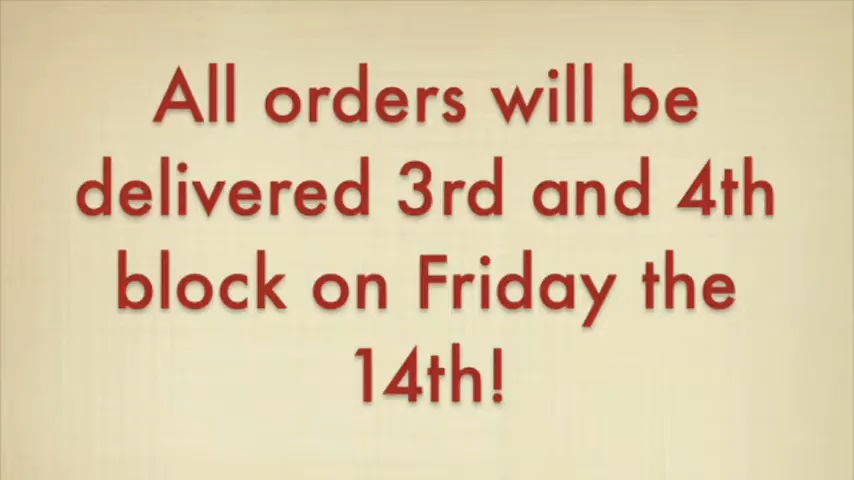 All orders will be
delivered 3rd and 4th
block on Friday the
14th!